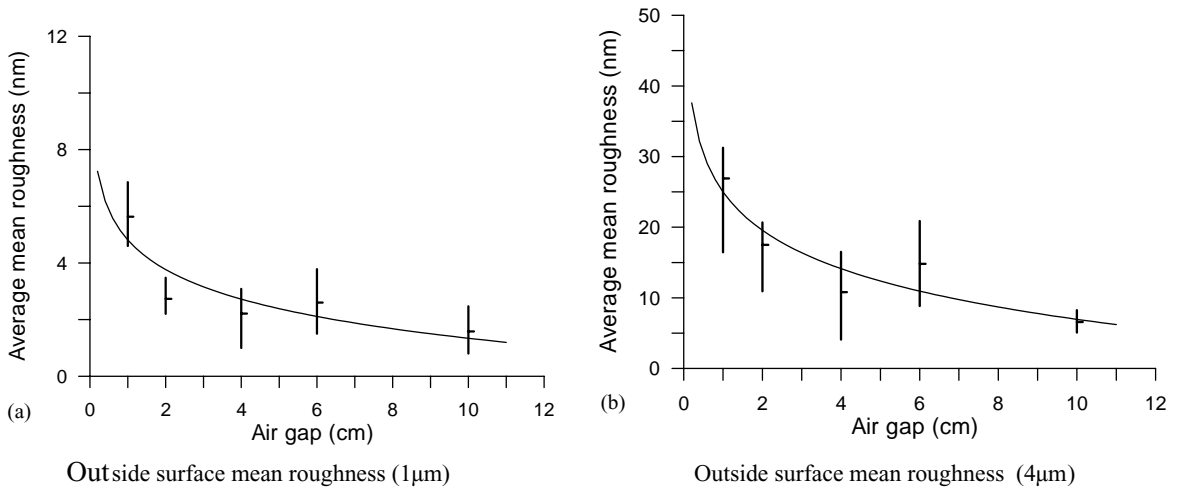 12
8
4
0
Average mean roughness (nm)
0 2 4 6 8 10 12
(a)
Air gap (cm)
Outside surface mean roughness (1μm)
50
40
30
20
10
0
Average mean roughness (nm)
0 2 4 6 8 10 12
(b)
Air gap (cm)
Outside surface mean roughness (4μm)